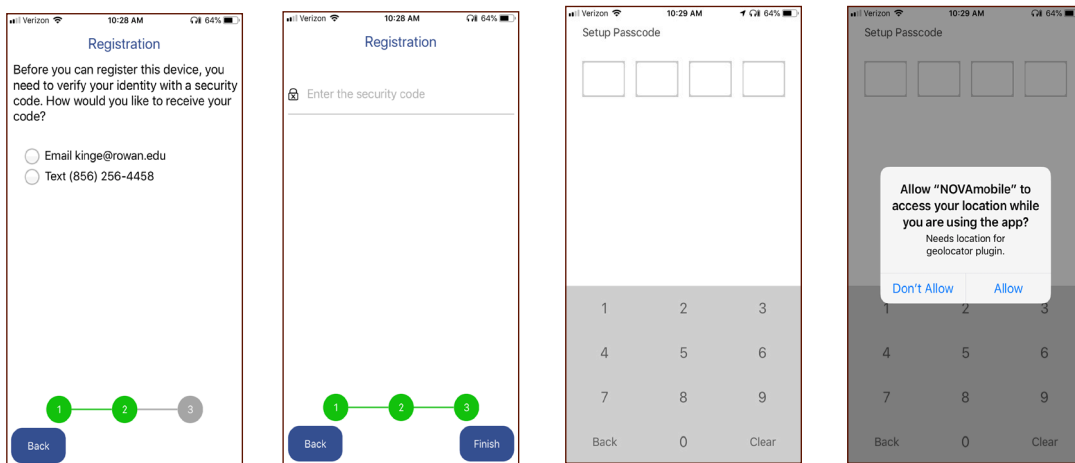 Verizon 10:28 AM 64%
Registration
Before you can register this device, you
need to verify your identity with a security
code. How would you like to receive your
code?
Email kinge@rowan.edu
Text (856) 256-4458
1 2 3
Back
Verizon 10:28 AM 64%
Registration
Enter the security code
1 2 3
Back Finish
Verizon 10:29 AM 64%
Setup Passcode
1 2 3
4 5 6
7 8 9
Back 0 Clear
Verizon 10:29 AM 64%
Setup Passcode
Allow “NOVAmobile” to
access your location while
you are using the app?
Needs location for
geolocator plugin.
Don't Allow Allow
1 2 3
4 5 6
7 8 9
Back 0 Clear